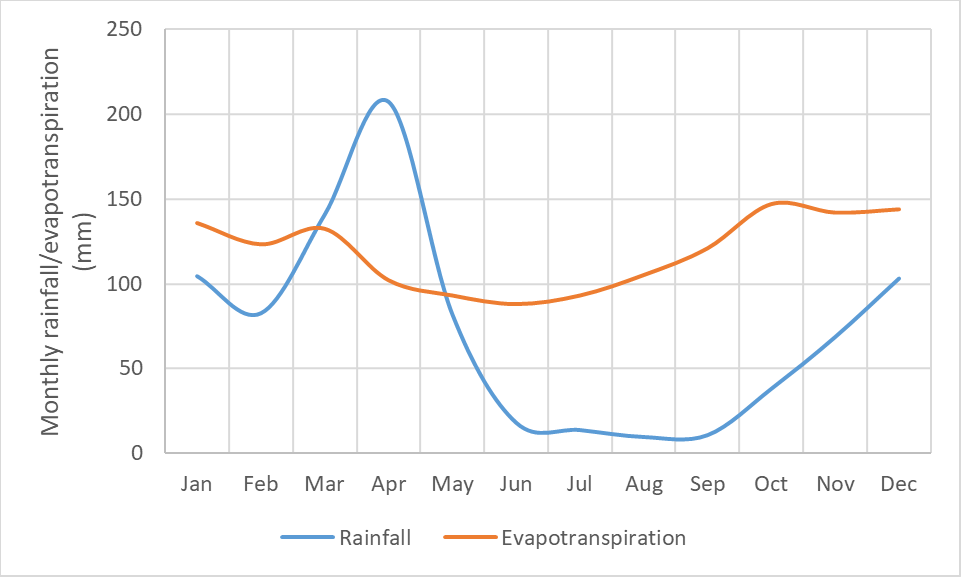 Monthly rainfall/evapotranspiration
(mm)
250
200
150
100
50
0
Jan Feb Mar Apr May Jun Jul Aug Sep Oct Nov Dec
Rainfall Evapotranspiration